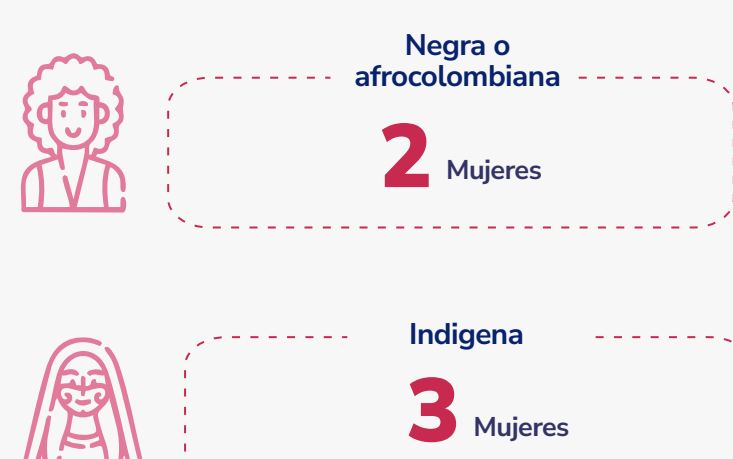 Negra o
afrocolombiana
2 Mujeres
Indigena
3 Mujeres